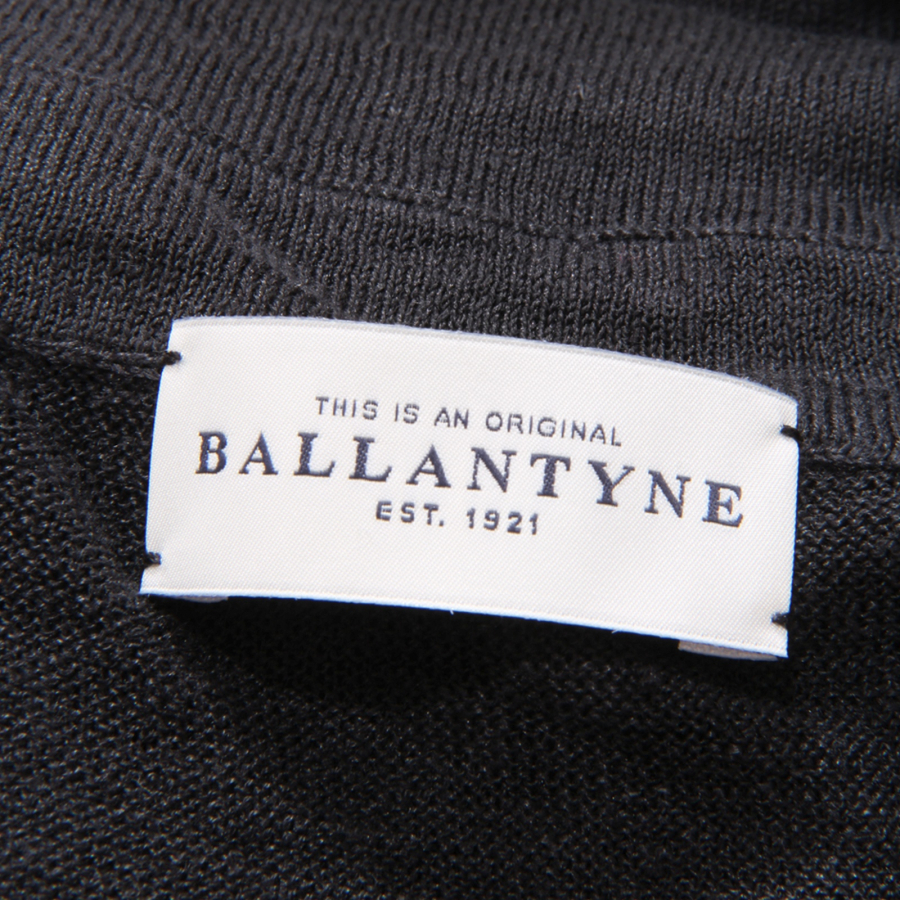 THIS IS AN ORIGINAL
BALLANTYNE
EST. 1921